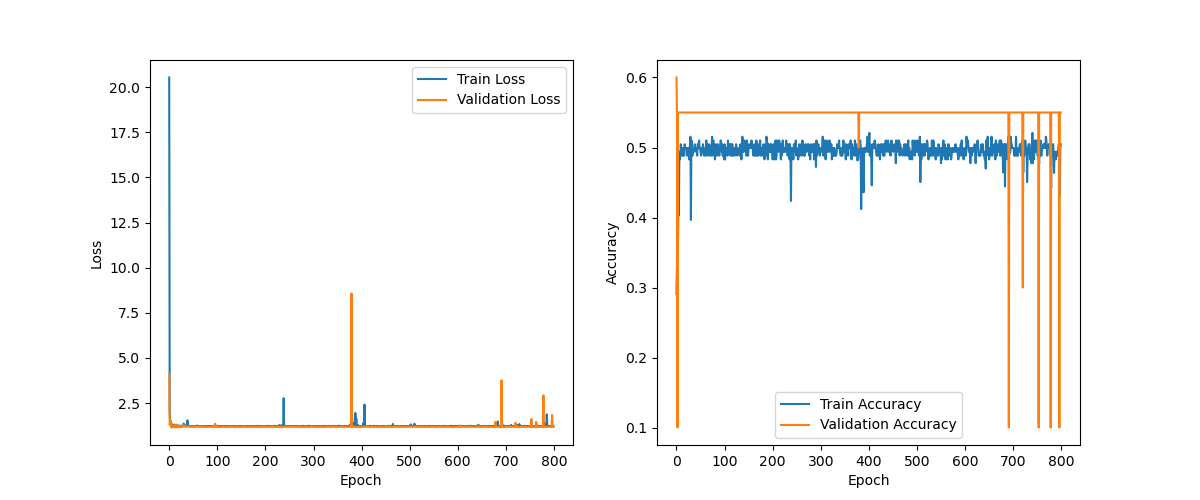 20.0
17.5
15.0
12.5
10.0
7.5
5.0
2.5
Loss
0 100 200 300 400 500 600 700 800
Epoch
Train Loss
Validation Loss
0.6
0.5
0.4
0.3
0.2
0.1
Accuracy
0 100 200 300 400 500 600 700 800
Epoch
Train Accuracy
Validation Accuracy